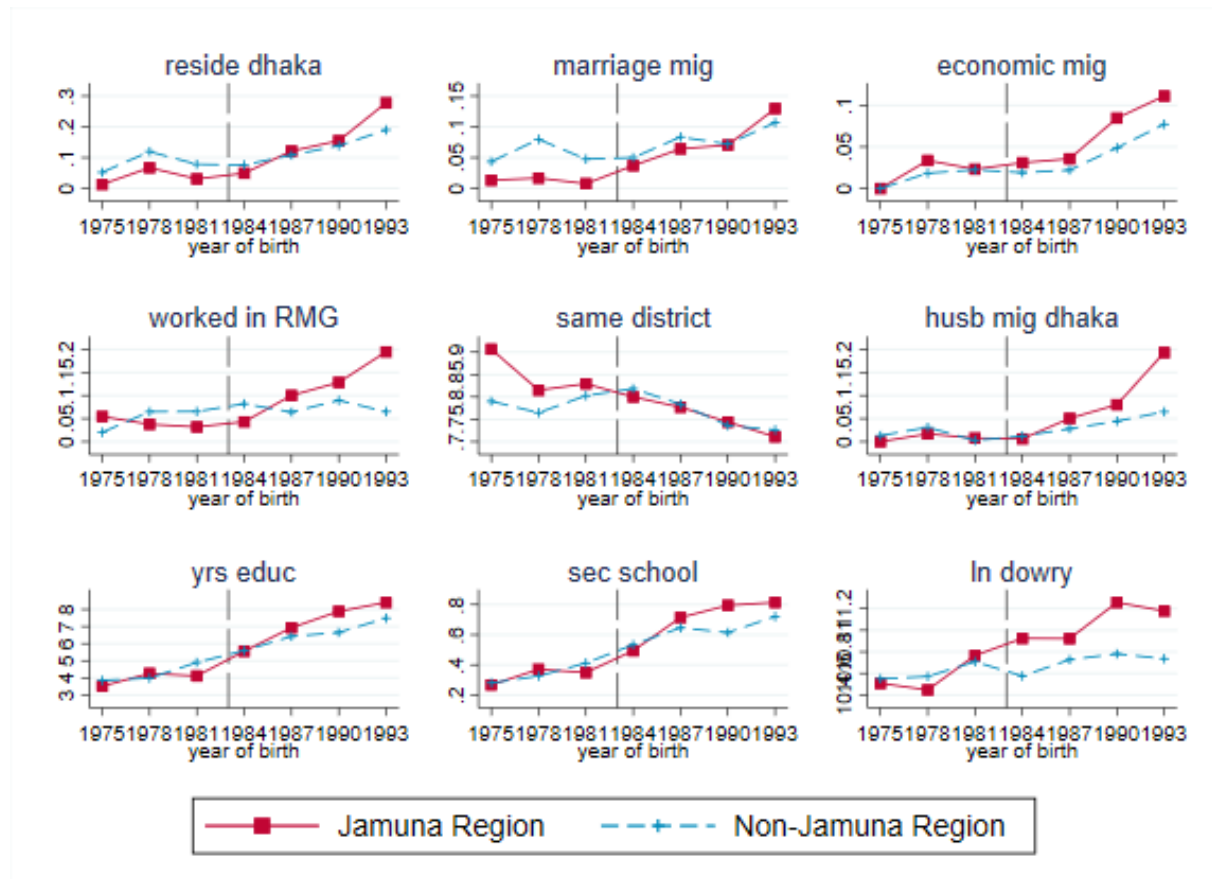 reside dhaka
0 .1 .2 .3
1975 1978 1981 1984 1987 1990 1993
year of birth
marriage mig
0 .05 .1 .15
1975 1978 1981 1984 1987 1990 1993
year of birth
economic mig
0 .05 .1
1975 1978 1981 1984 1987 1990 1993
year of birth
worked in RMG
0 .05 .1 .15 .2
1975 1978 1981 1984 1987 1990 1993
year of birth
same district
.7 .75 .8 .85 .9
1975 1978 1981 1984 1987 1990 1993
year of birth
husb mig dhaka
0 .05 .1 .15 .2
1975 1978 1981 1984 1987 1990 1993
year of birth
yrs educ
3 4 5 6 7 8
1975 1978 1981 1984 1987 1990 1993
year of birth
sec school
.2 .4 .6 .8
1975 1978 1981 1984 1987 1990 1993
year of birth
ln dowry
11.2
1975 1978 1981 1984 1987 1990 1993
year of birth
Jamuna Region
Non-Jamuna Region